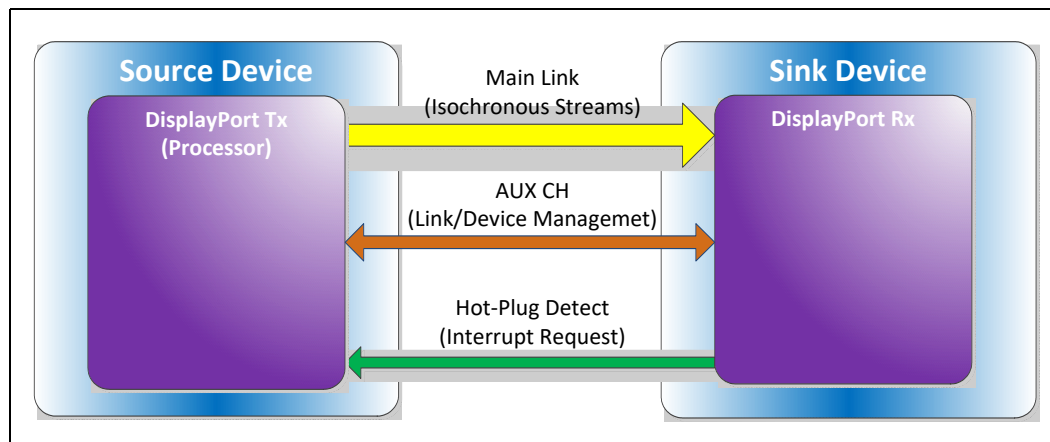 Source Device
Sink Device
Main Link
(Isochronous Streams)
DisplayPort Tx
(Processor)
DisplayPort Rx
AUX CH
(Link/Device Managemet)
Hot-Plug Detect
(Interrupt Request)